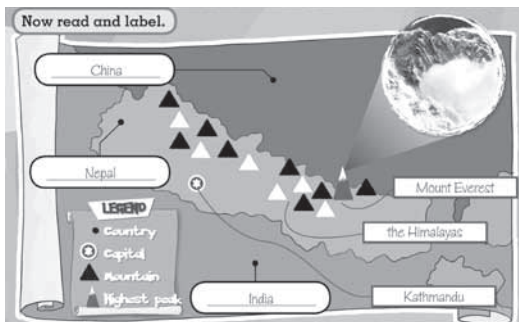 Now read and label.
China
Nepal
Mount Everest
the Himalayas
LEGEND
Country
Capital
Mountain
Highest peak
India
Kathmandu